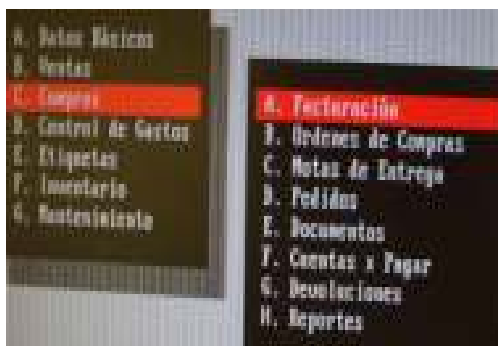 A. Datos Básicos
B. Ventas
C. Compras
D. Control de Gastos
E. Etiquetas
F. Inventario
G. Mantenimiento
A. Facturación
B. Ordenes de Compras
C. Notas de Entrega
D. Pedidos
E. Documentos
F. Cuentas x Pagar
G. Devoluciones
H. Reportes